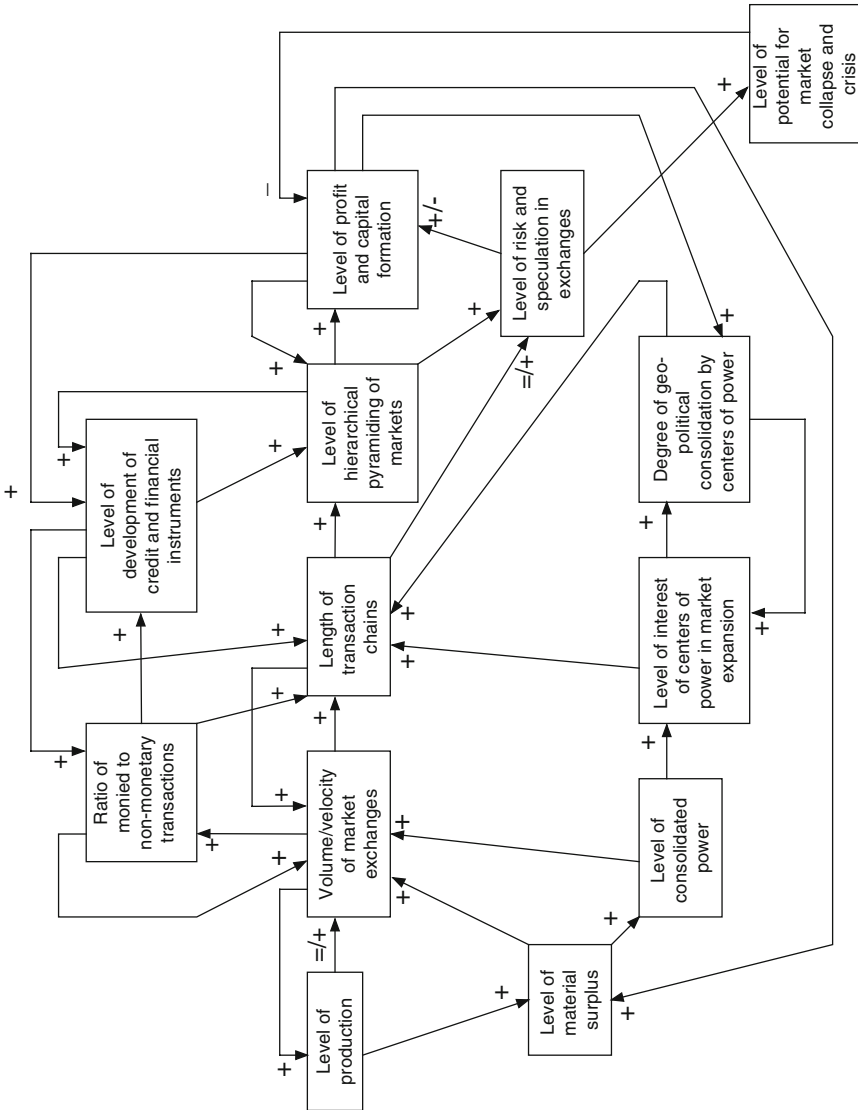 +
+
+
Ratio of
monied to
non-monetary
transactions
+
Level of
development of
credit and financial
instruments
+
–
+
+
+
+
+
+
+
Level of
production
=/+
Volume/velocity
of market
exchanges
+
Length of
transaction
chains
+
Level of
hierarchical
pyramiding of
markets
+
Level of profit
and capital
formation
+
+
+
+
+/-
+
+
Level of
material
surplus
=/+
Level of risk and
speculation in
exchanges
+
+
Level of
consolidated
power
+
Level of interest
of centers of
power in market
expansion
+
Degree of geo-
political
consolidation by
centers of power
+
+
+
Level of
potential for
market
collapse and
crisis